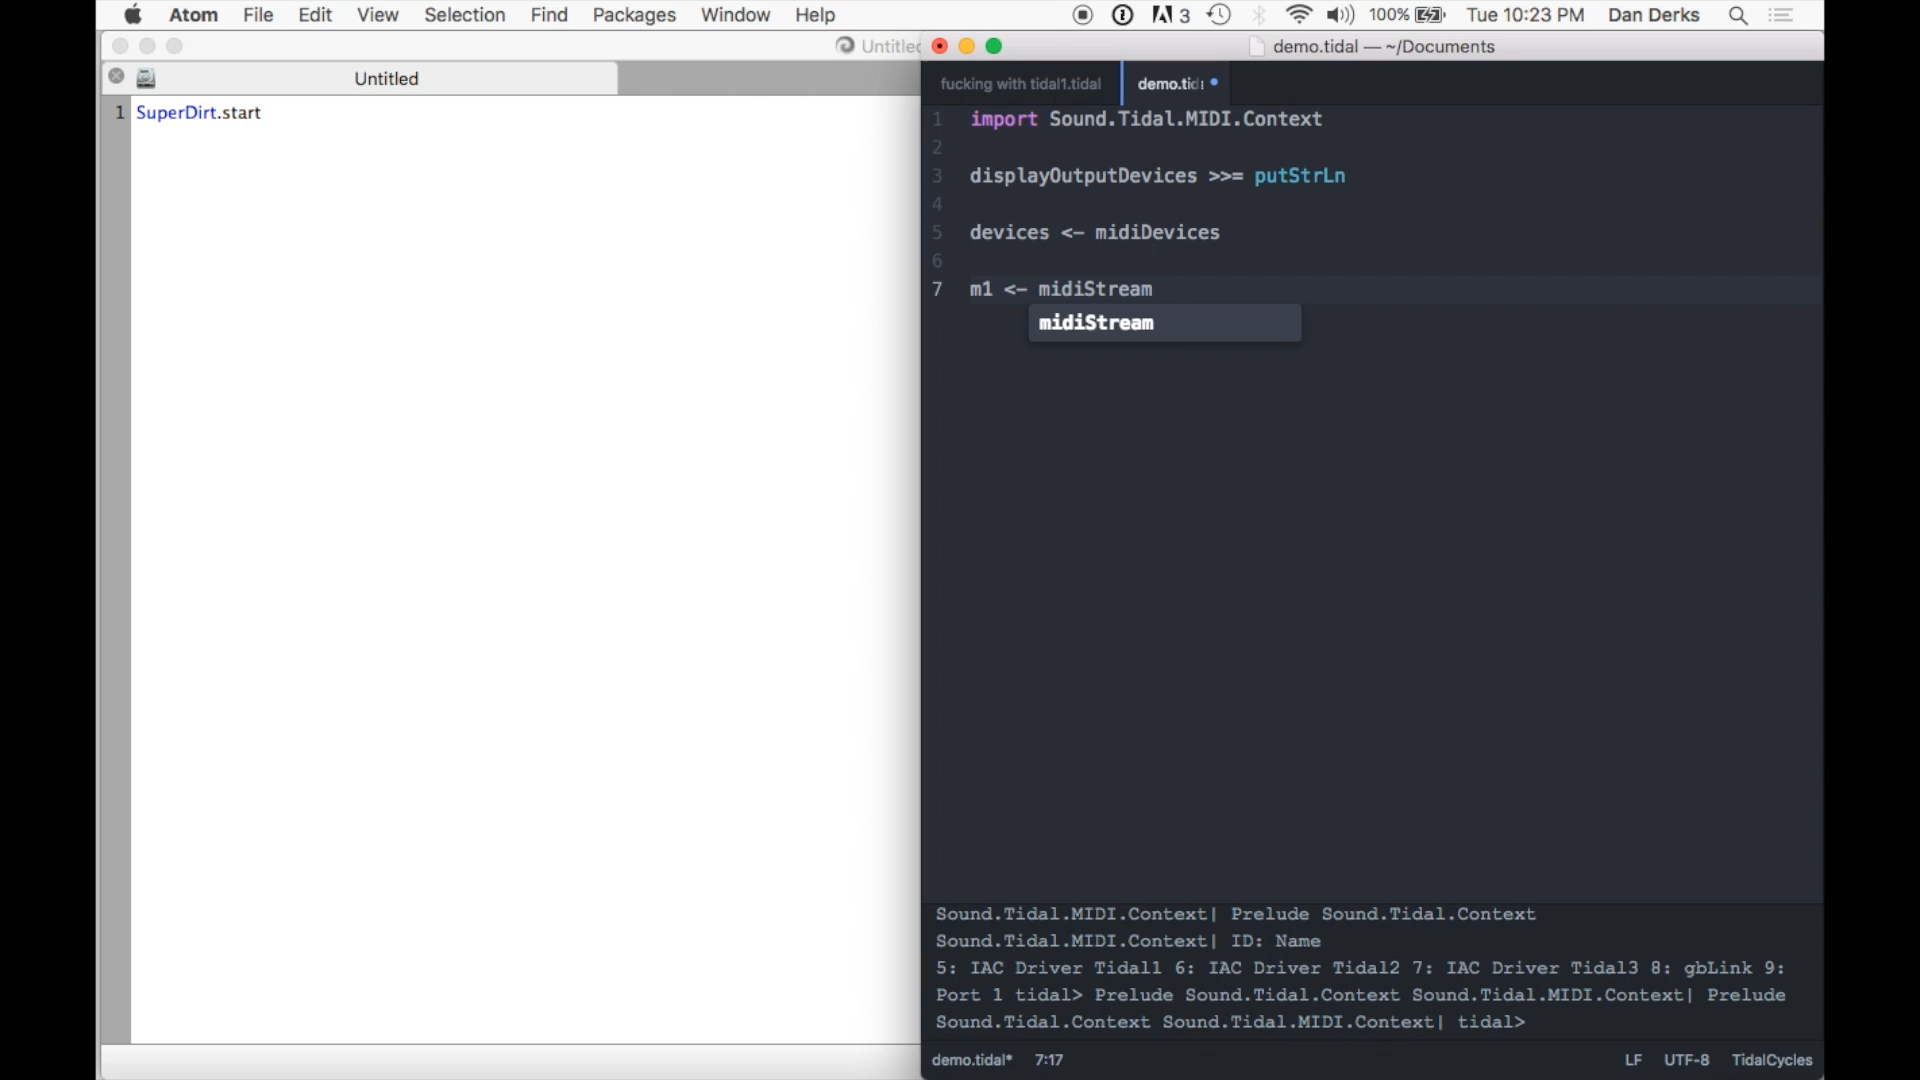 Atom File Edit View Selection Find Packages Window Help 3 100% Tue 10:23 PM Dan Derks
Untitled
Untitled
1 SuperDirt.start
demo.tidal — ~/Documents
fucking with tidal1.tidal
demo.tid
1 import Sound.Tidal.MIDI.Context
2
3 displayOutputDevices >>= putStrLn
4
5 devices <- midiDevices
6
7 m1 <- midiStream
midiStream
Sound.Tidal.MIDI.Context| Prelude Sound.Tidal.Context
Sound.Tidal.MIDI.Context| ID: Name
5: IAC Driver Tidal1 6: IAC Driver Tidal2 7: IAC Driver Tidal3 8: gbLink 9:
Port 1 tidal> Prelude Sound.Tidal.Context Sound.Tidal.MIDI.Context| Prelude
Sound.Tidal.Context Sound.Tidal.MIDI.Context| tidal>
demo.tidal* 7:17 LF UTF-8 TidalCycles